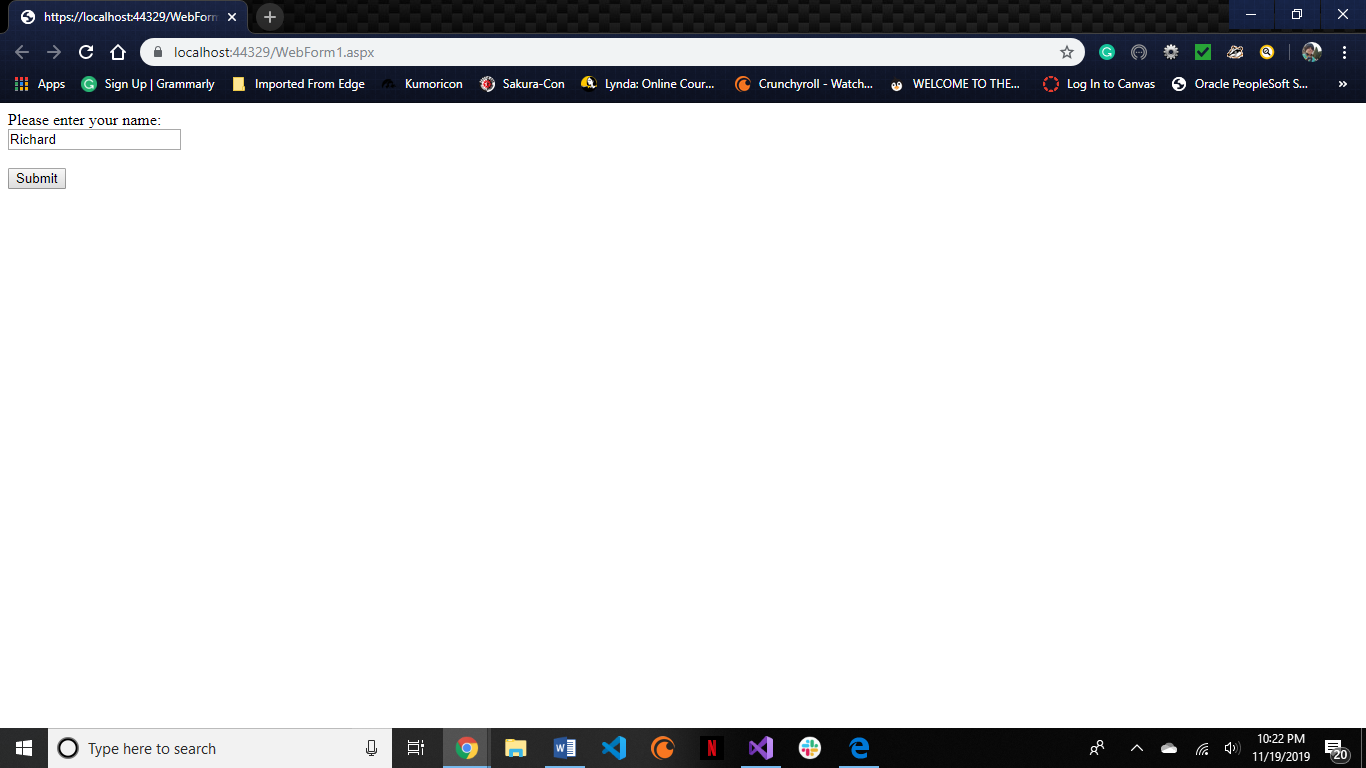 https://localhost:44329/WebForm
localhost:44329/WebForm1.aspx
Apps Sign Up | Grammarly Imported From Edge Kumoricon Sakura-Con Lynda: Online Cour... Crunchyroll - Watch... WELCOME TO THE... Log In to Canvas Oracle PeopleSoft S... »
Please enter your name:
Richard
Submit
Type here to search
10:22 PM
11/19/2019
20